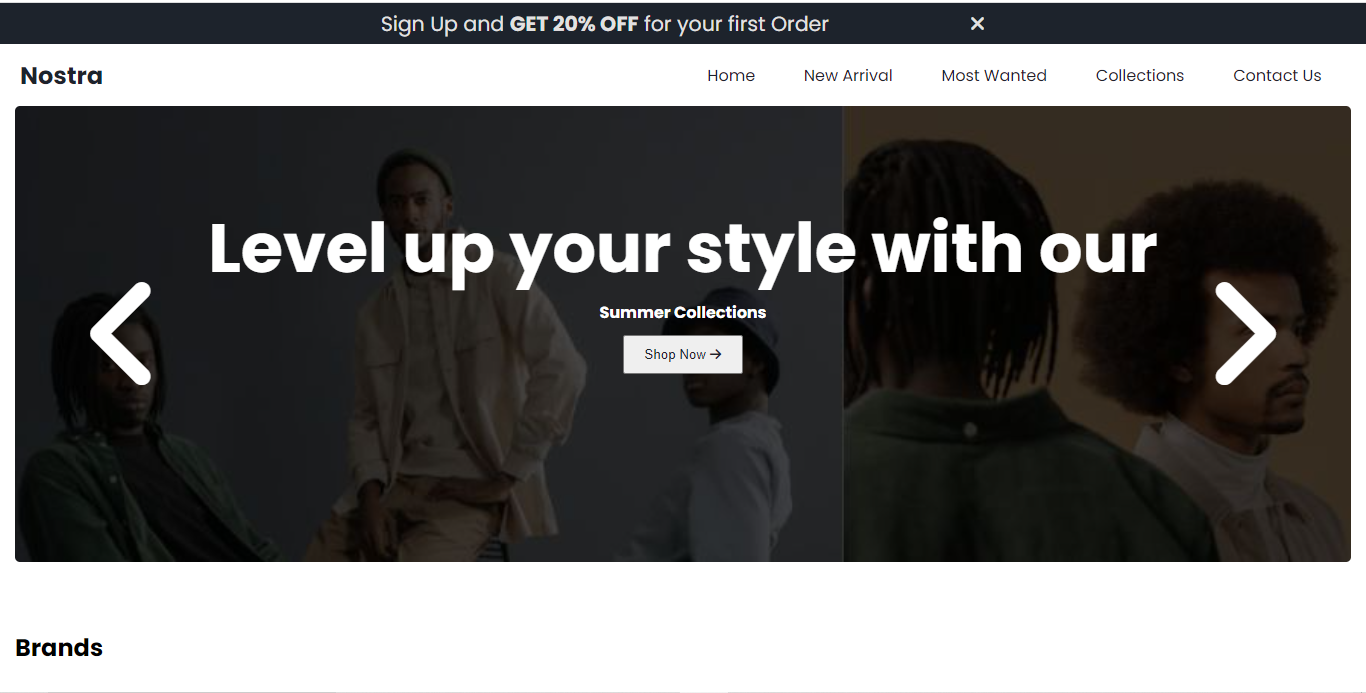 Sign Up and GET 20% OFF for your first Order
Nostra
Home New Arrival Most Wanted Collections Contact Us
Level up your style with our
Summer Collections
Shop Now →
Brands